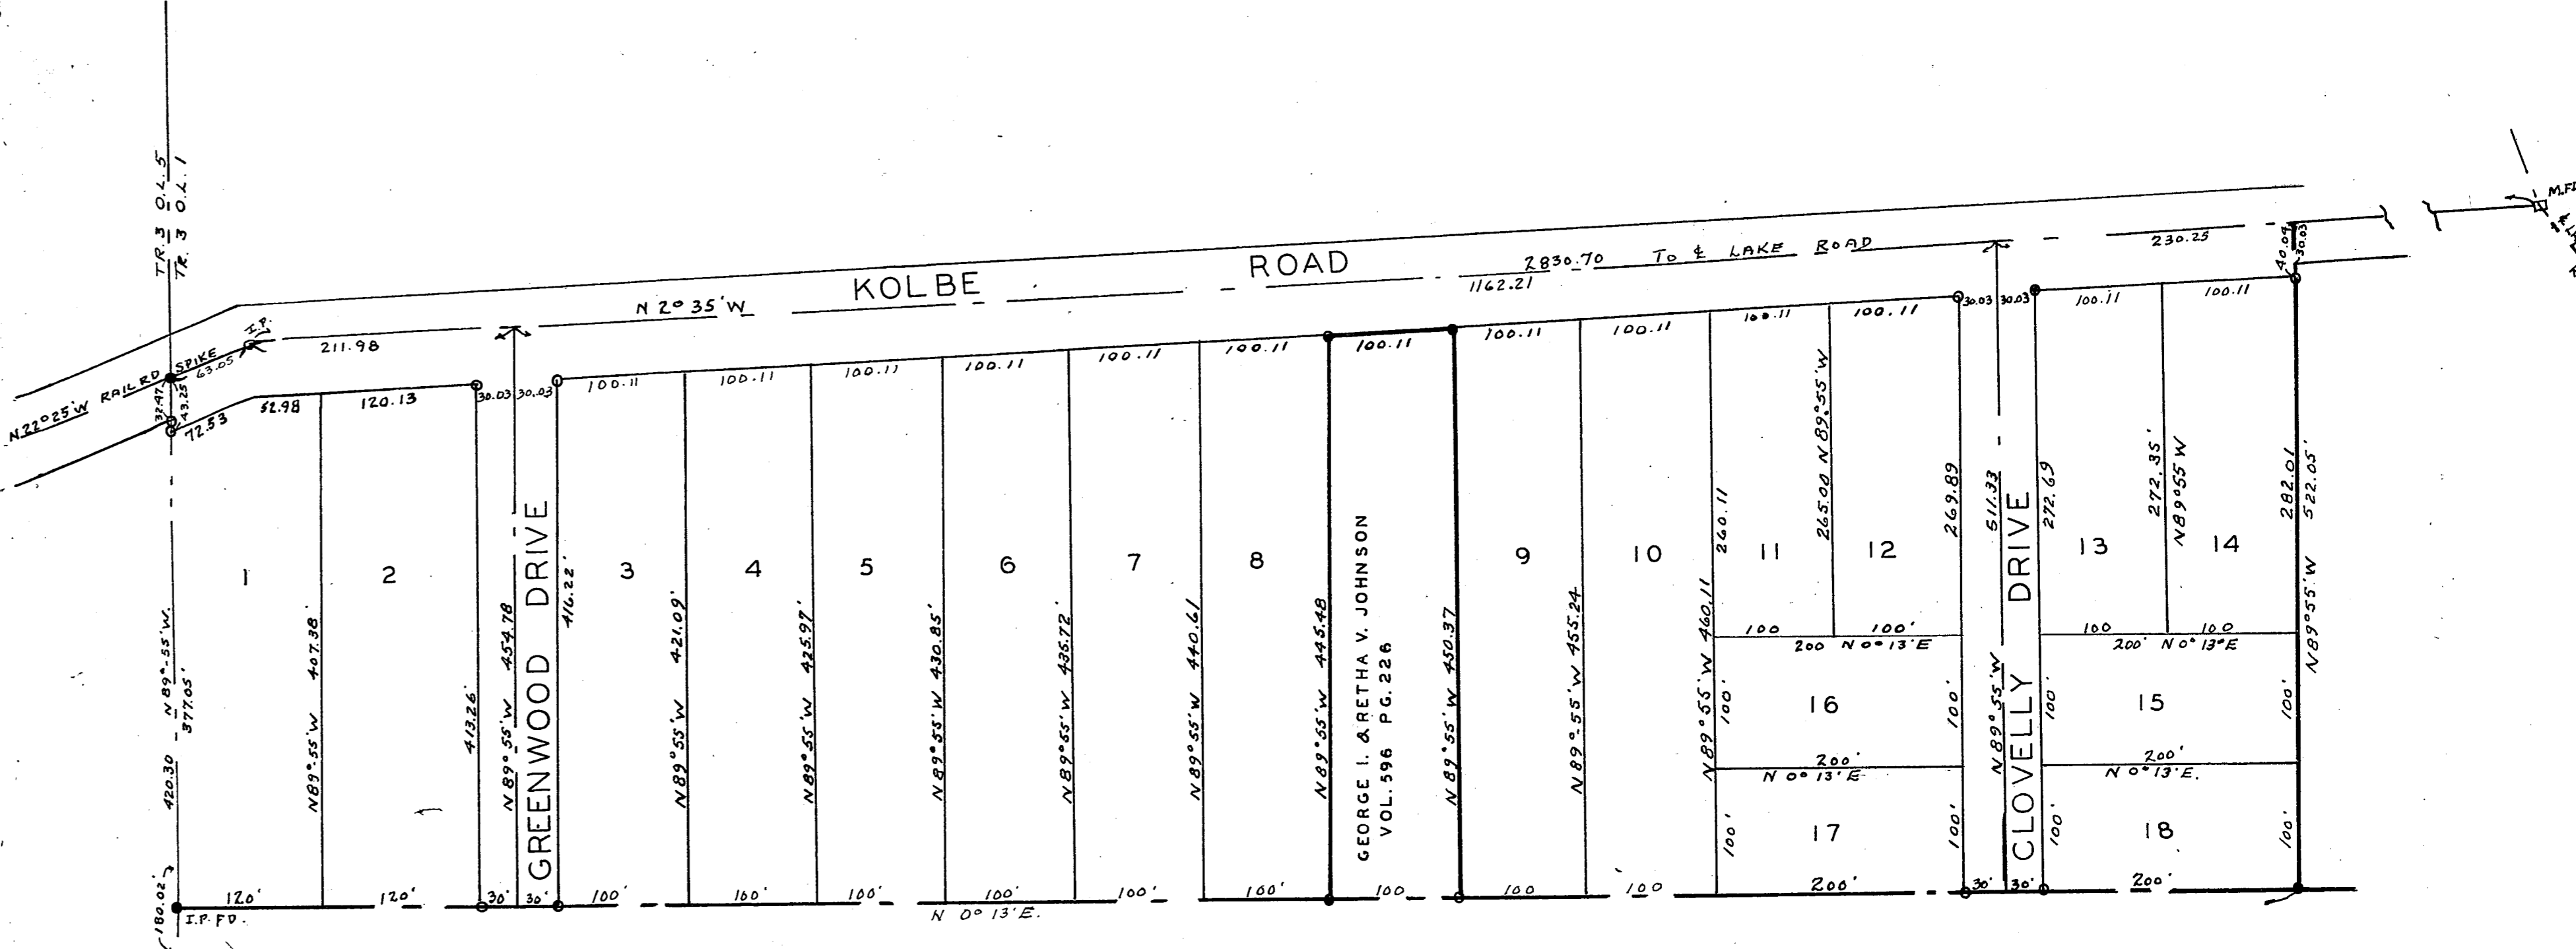 TR. 3 O.L. 5
TR. 3 O.L. 1
N 22° 25' W
RAIL RD SPIKE
I.P.
63.05
32.47
43.25
72.53
211.98
N 2° 35' W
KOLBE ROAD
1162.21
2830.70 TO ℄ LAKE ROAD
230.25
40.04
30.03
M.FD
52.98
120.13
30.03
30.03
100.11
100.11
100.11
100.11
100.11
100.11
100.11
100.11
100.11
100.11
100.11
30.03
30.03
100.11
100.11
420.30 N 89°-55' W.
377.05'
1
N 89°-55' W 407.38'
2
413.26'
N 89° 55' W 454.78
GREENWOOD DRIVE
416.22'
3
N 89° 55' W 421.09'
4
N 89° 55' W 425.97'
5
N 89° 55' W 430.85'
6
N 89° 55' W 435.72'
7
N 89° 55' W 440.61
8
N 89° 55' W 445.48
GEORGE I. & RETHA V. JOHNSON
VOL. 596 PG. 226
N 89° 55' W 450.37
9
N 89°-55' W 455.24
10
N 89° 55' W 460.11
260.11
11
265.00 N 89° 55' W
12
269.89
511.33
N 89° 55' W
CLOVELLY DRIVE
272.69
13
272.35'
N 89° 55 W
14
282.01
522.05'
N 89° 55' W
100
100'
200 N 0° 13' E
100
100
200' N 0° 13' E
100'
16
100'
100'
15
100'
200'
N 0° 13' E
200'
N 0° 13' E.
100'
17
100'
100'
18
100'
180.02'
I.P. FD.
120'
120'
30'
30'
100'
100'
100'
100'
100'
100'
100
100
100
200'
30'
30'
200'
N 0° 13' E.